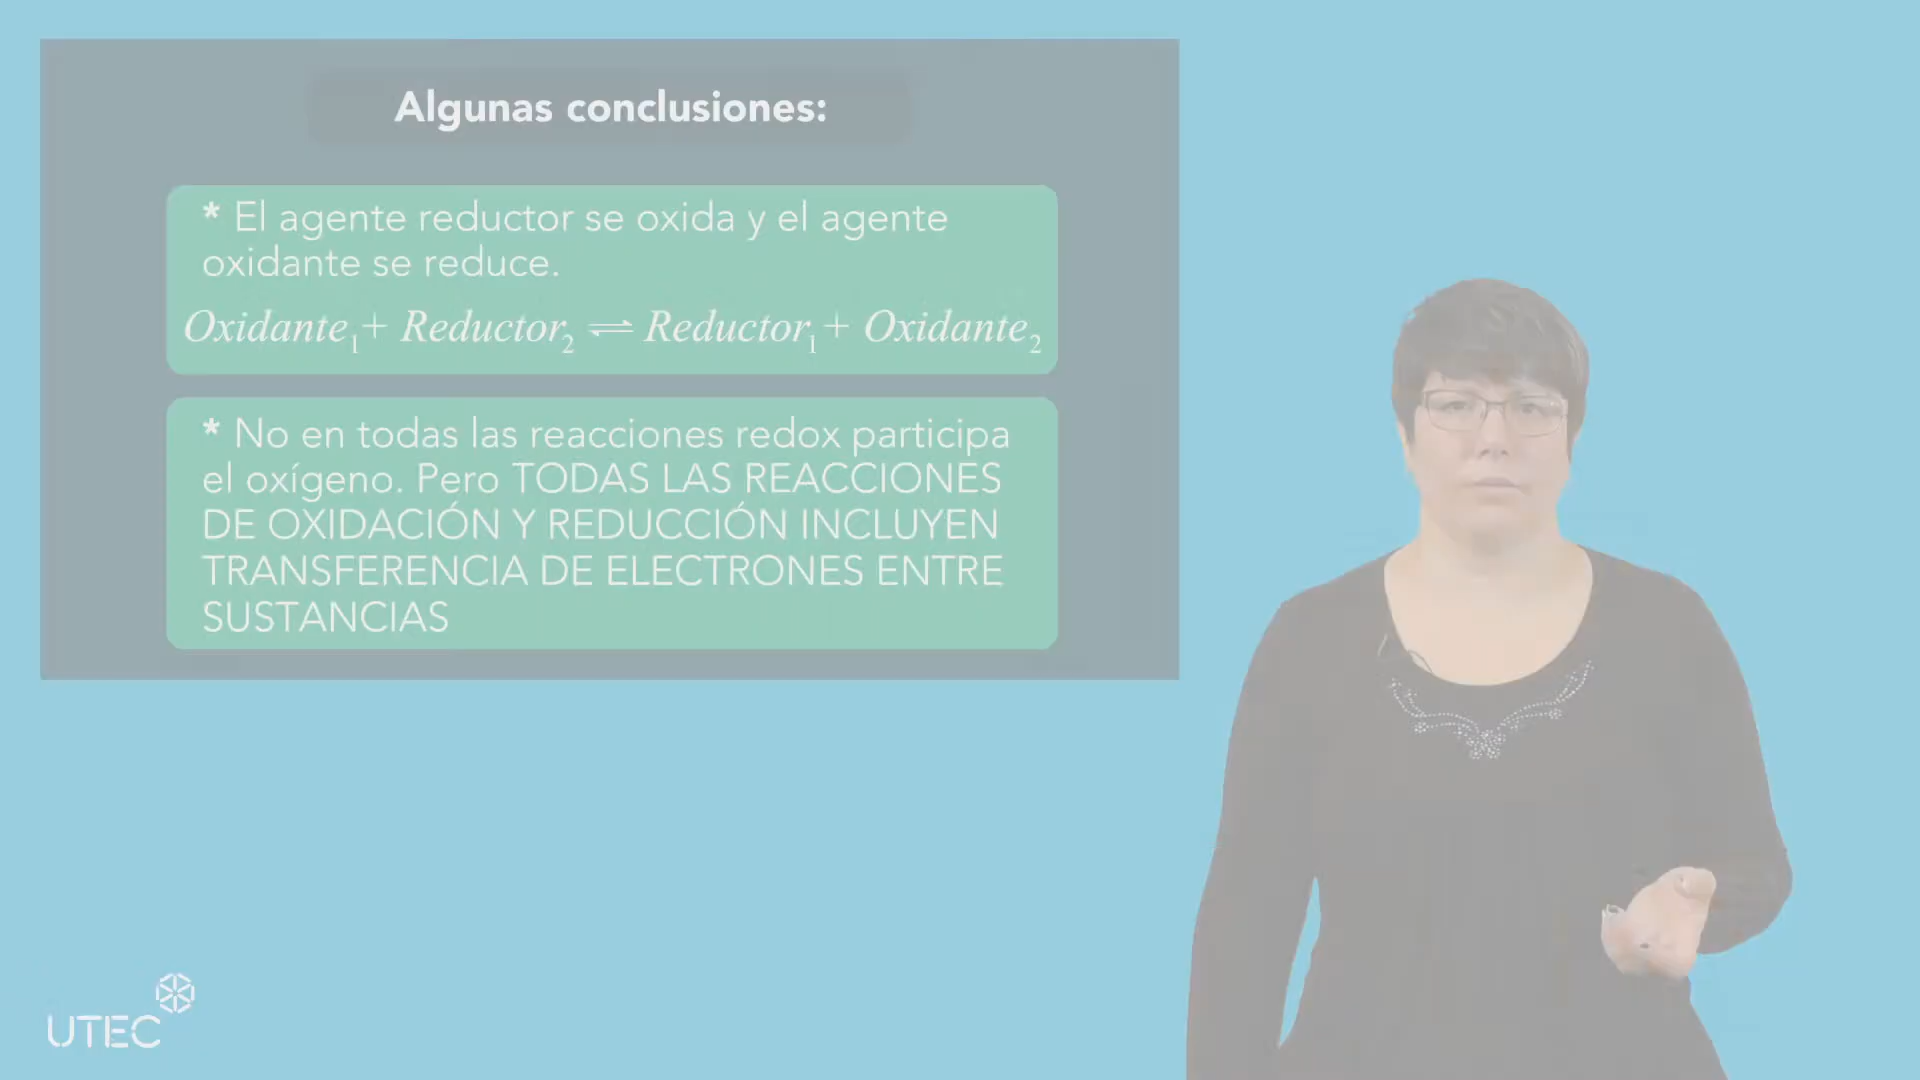 Algunas conclusiones:
* El agente reductor se oxida y el agente
oxidante se reduce.
Oxidante₁+ Reductor₂ ⇌ Reductor₁+ Oxidante₂
* No en todas las reacciones redox participa
el oxígeno. Pero TODAS LAS REACCIONES
DE OXIDACIÓN Y REDUCCIÓN INCLUYEN
TRANSFERENCIA DE ELECTRONES ENTRE
SUSTANCIAS
UTEC